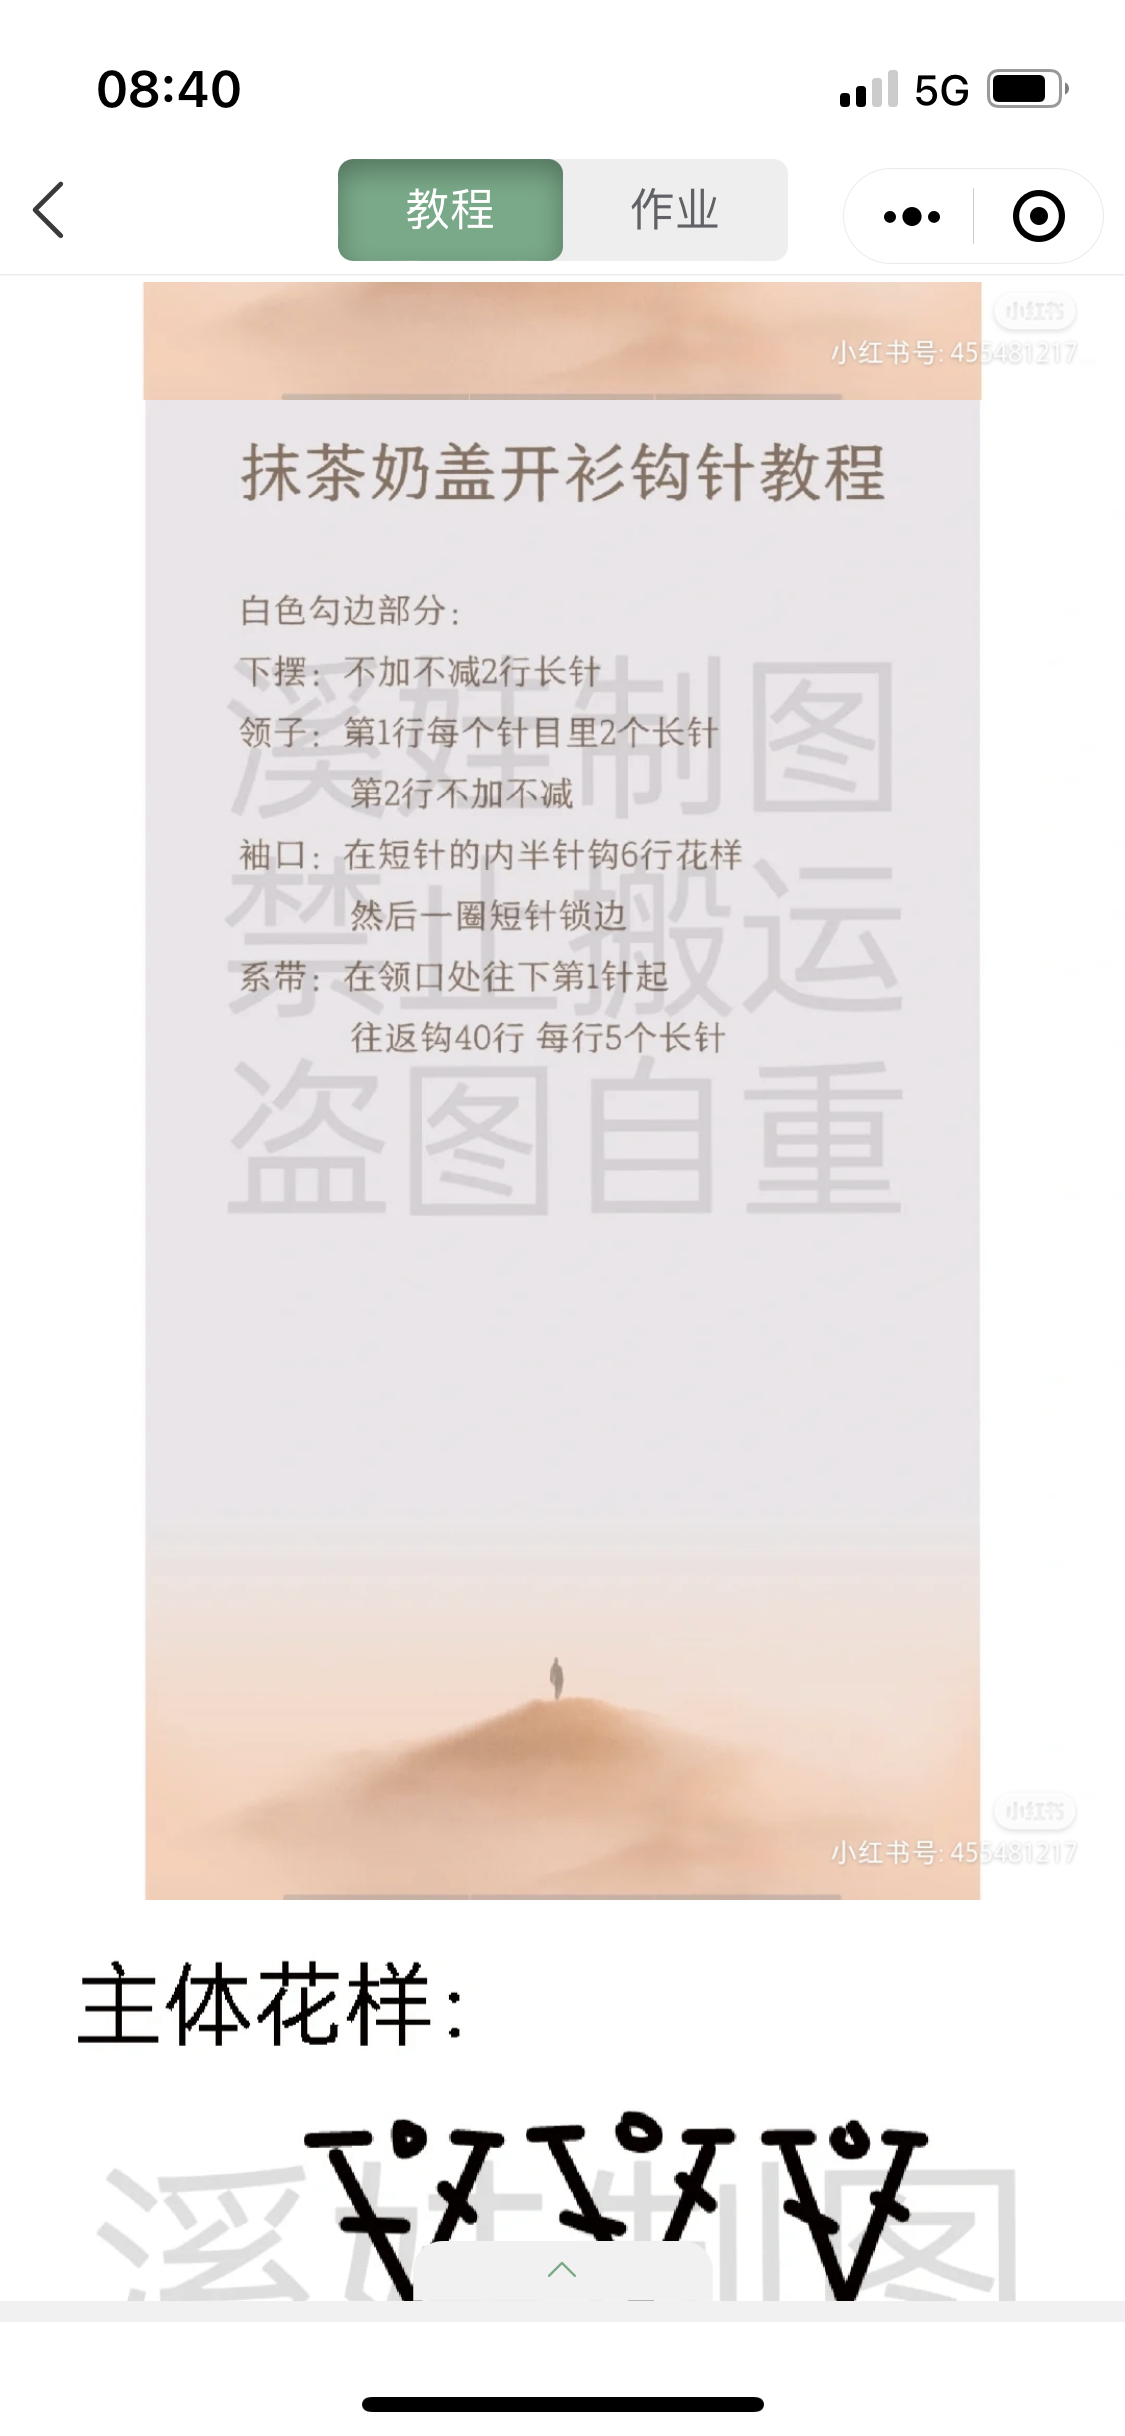 08:40
5G
教程
作业
小红书
小红书号: 455481217
抹茶奶盖开衫钩针教程
白色勾边部分:
下摆: 不加不减2行长针
领子: 第1行每个针目里2个长针
第2行不加不减
袖口: 在短针的内半针钩6行花样
然后一圈短针锁边
系带: 在领口处往下第1针起
往返钩40行 每行5个长针
溪娃制图
禁止搬运
盗图自重
小红书
小红书号: 455481217
主体花样:
溪娃制图